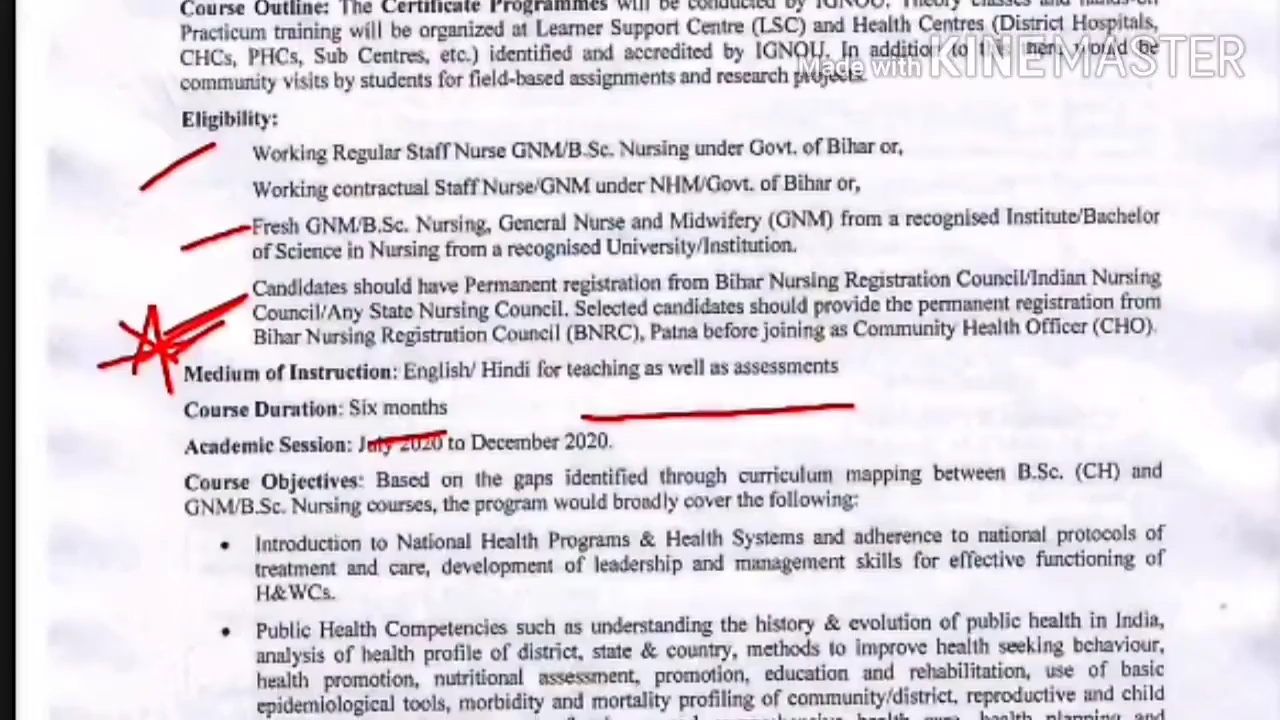 Course Outline: The Certificate Programmes will be conducted by IGNOU. Theory classes and hands-on
Practicum training will be organized at Learner Support Centre (LSC) and Health Centres (District Hospitals,
CHCs, PHCs, Sub Centres, etc.) identified and accredited by IGNOU. In addition to this there would be
Made with KINEMASTER
community visits by students for field-based assignments and research projects.
Eligibility:
Working Regular Staff Nurse GNM/B.Sc. Nursing under Govt. of Bihar or,
Working contractual Staff Nurse/GNM under NHM/Govt. of Bihar or,
Fresh GNM/B.Sc. Nursing, General Nurse and Midwifery (GNM) from a recognised Institute/Bachelor
of Science in Nursing from a recognised University/Institution.
Candidates should have Permanent registration from Bihar Nursing Registration Council/Indian Nursing
Council/Any State Nursing Council. Selected candidates should provide the permanent registration from
Bihar Nursing Registration Council (BNRC), Patna before joining as Community Health Officer (CHO).
Medium of Instruction: English/ Hindi for teaching as well as assessments
Course Duration: Six months
Academic Session: July 2020 to December 2020.
Course Objectives: Based on the gaps identified through curriculum mapping between B.Sc. (CH) and
GNM/B.Sc. Nursing courses, the program would broadly cover the following:
• Introduction to National Health Programs & Health Systems and adherence to national protocols of
treatment and care, development of leadership and management skills for effective functioning of
H&WCs.
• Public Health Competencies such as understanding the history & evolution of public health in India,
analysis of health profile of district, state & country, methods to improve health seeking behaviour,
health promotion, nutritional assessment, promotion, education and rehabilitation, use of basic
epidemiological tools, morbidity and mortality profiling of community/district, reproductive and child
health care, health planning and